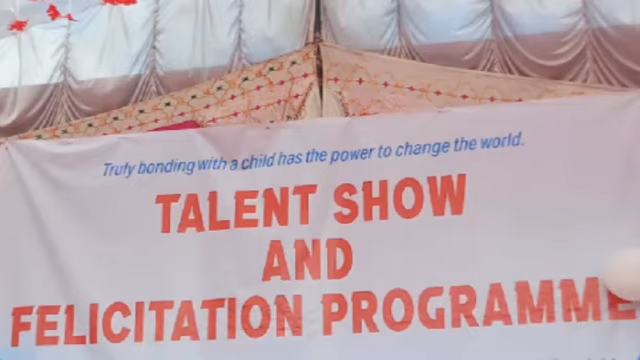 Truly bonding with a child has the power to change the world.
TALENT SHOW
AND
FELICITATION PROGRAMME